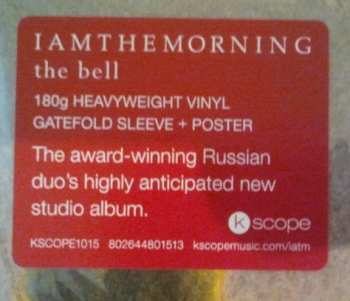 IAMTHEMORNING
the bell
180g HEAVYWEIGHT VINYL
GATEFOLD SLEEVE + POSTER
The award-winning Russian
duo's highly anticipated new
studio album.
kscope
KSCOPE1015 802644801513 kscopemusic.com/iatm